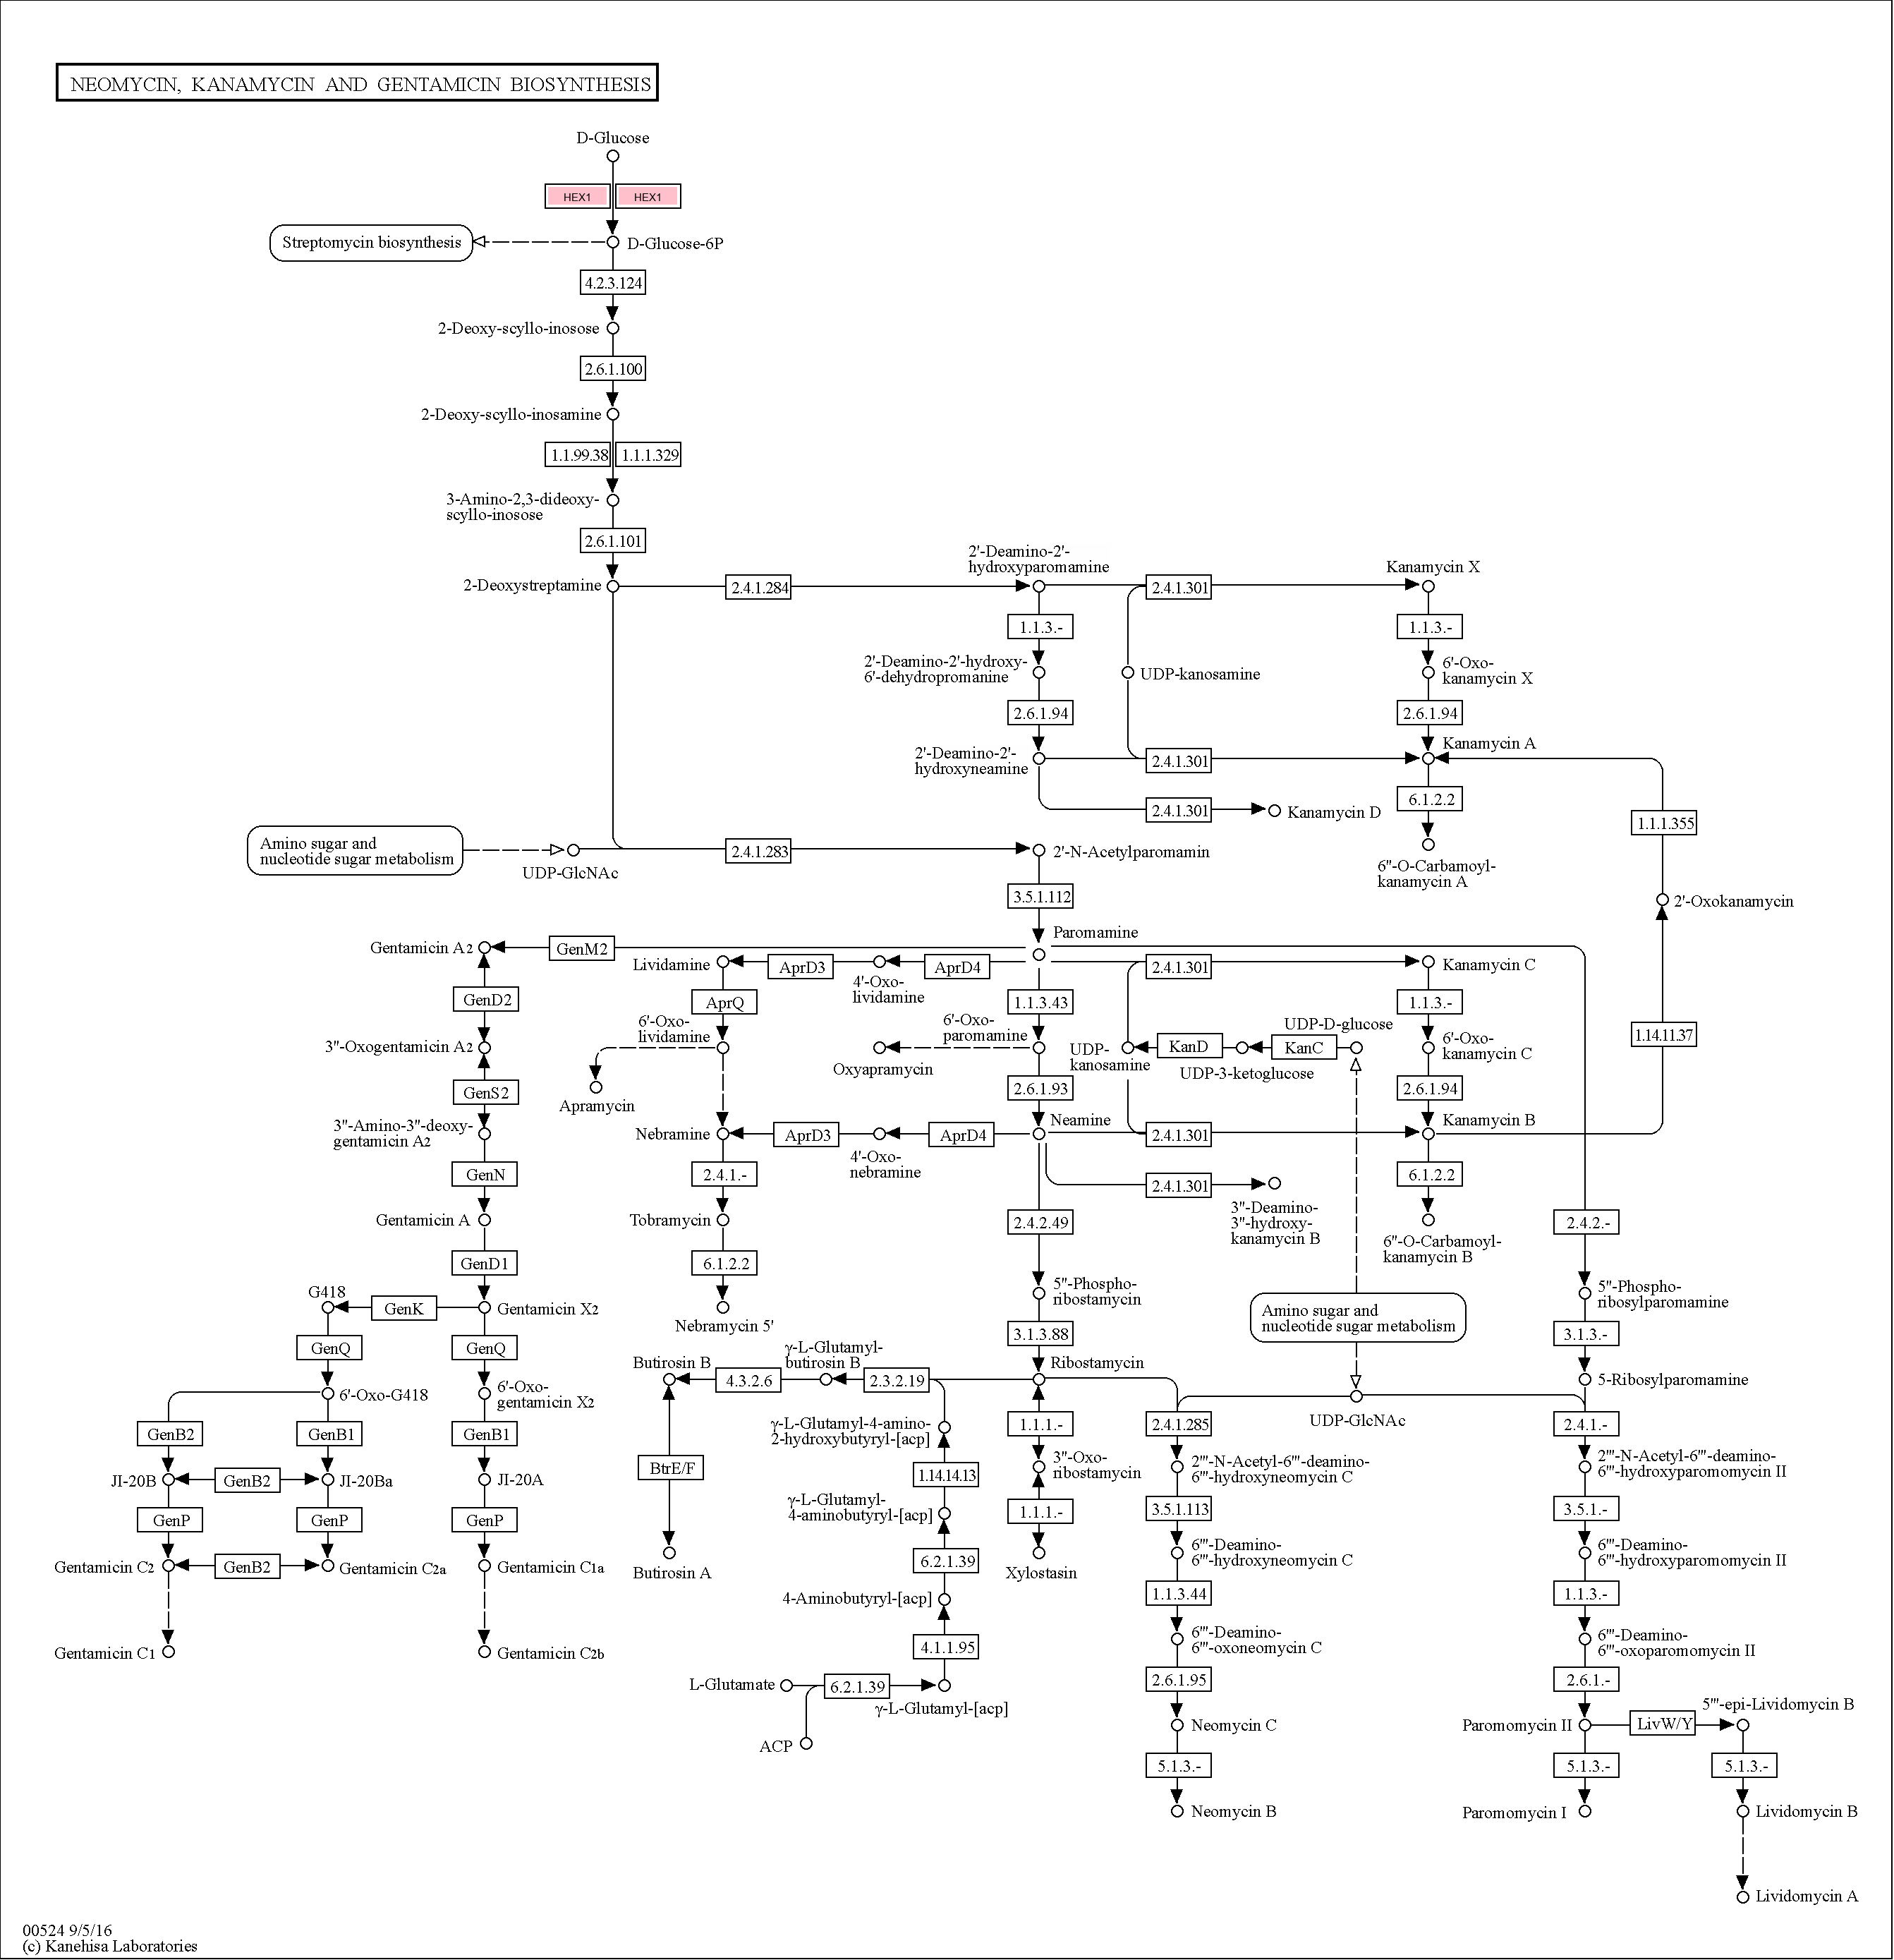 NEOMYCIN, KANAMYCIN AND GENTAMICIN BIOSYNTHESIS
D-Glucose
HEX1 HEX1
Streptomycin biosynthesis
D-Glucose-6P
4.2.3.124
2-Deoxy-scyllo-inosose
2.6.1.100
2-Deoxy-scyllo-inosamine
1.1.99.38 1.1.1.329
3-Amino-2,3-dideoxy-
scyllo-inosose
2.6.1.101
2-Deoxystreptamine
2.4.1.284
2'-Deamino-2'-
hydroxyparomamine
2.4.1.301
Kanamycin X
1.1.3.-
1.1.3.-
2'-Deamino-2'-hydroxy-
6'-dehydropromanine
UDP-kanosamine
6'-Oxo-
kanamycin X
2.6.1.94
2.6.1.94
2'-Deamino-2'-
hydroxyneamine
2.4.1.301
Kanamycin A
2.4.1.301
Kanamycin D
6.1.2.2
1.1.1.355
Amino sugar and
nucleotide sugar metabolism
UDP-GlcNAc
2.4.1.283
2'-N-Acetylparomamin
6''-O-Carbamoyl-
kanamycin A
3.5.1.112
2'-Oxokanamycin
Paromamine
Gentamicin A2
GenM2
Lividamine
AprD3
4'-Oxo-
lividamine
AprD4
2.4.1.301
Kanamycin C
GenD2
AprQ
1.1.3.43
1.1.3.-
3''-Oxogentamicin A2
6'-Oxo-
lividamine
6'-Oxo-
paromamine
Oxyapramycin
UDP-
kanosamine
KanD
UDP-3-ketoglucose
KanC
UDP-D-glucose
6'-Oxo-
kanamycin C
1.14.11.37
GenS2
Apramycin
2.6.1.93
2.6.1.94
3''-Amino-3''-deoxy-
gentamicin A2
Nebramine
AprD3
4'-Oxo-
nebramine
AprD4
Neamine
2.4.1.301
Kanamycin B
GenN
2.4.1.-
2.4.1.301
6.1.2.2
3''-Deamino-
3''-hydroxy-
kanamycin B
Gentamicin A
Tobramycin
2.4.2.49
6''-O-Carbamoyl-
kanamycin B
2.4.2.-
GenD1
6.1.2.2
G418
GenK
Gentamicin X2
Nebramycin 5'
5''-Phospho-
ribostamycin
Amino sugar and
nucleotide sugar metabolism
5''-Phospho-
ribosylparomamine
GenQ
GenQ
3.1.3.88
3.1.3.-
6'-Oxo-G418
6'-Oxo-
gentamicin X2
Butirosin B
4.3.2.6
γ-L-Glutamyl-
butirosin B
2.3.2.19
Ribostamycin
UDP-GlcNAc
5-Ribosylparomamine
GenB2
GenB1
GenB1
γ-L-Glutamyl-4-amino-
2-hydroxybutyryl-[acp]
1.1.1.-
2.4.1.285
2.4.1.-
JI-20B
GenB2
JI-20Ba
JI-20A
BtrE/F
1.14.14.13
3''-Oxo-
ribostamycin
2'''-N-Acetyl-6'''-deamino-
6'''-hydroxyneomycin C
2'''-N-Acetyl-6'''-deamino-
6'''-hydroxyparomomycin II
GenP
GenP
GenP
γ-L-Glutamyl-
4-aminobutyryl-[acp]
1.1.1.-
3.5.1.113
3.5.1.-
Gentamicin C2
GenB2
Gentamicin C2a
Gentamicin C1a
Butirosin A
6.2.1.39
Xylostasin
6'''-Deamino-
6'''-hydroxyneomycin C
6'''-Deamino-
6'''-hydroxyparomomycin II
4-Aminobutyryl-[acp]
1.1.3.44
1.1.3.-
Gentamicin C1
Gentamicin C2b
4.1.1.95
6'''-Deamino-
6'''-oxoneomycin C
6'''-Deamino-
6'''-oxoparomomycin II
L-Glutamate
6.2.1.39
γ-L-Glutamyl-[acp]
2.6.1.95
2.6.1.-
ACP
Neomycin C
Paromomycin II
LivW/Y
5'''-epi-Lividomycin B
5.1.3.-
5.1.3.-
5.1.3.-
Neomycin B
Paromomycin I
Lividomycin B
Lividomycin A
00524 9/5/16
(c) Kanehisa Laboratories